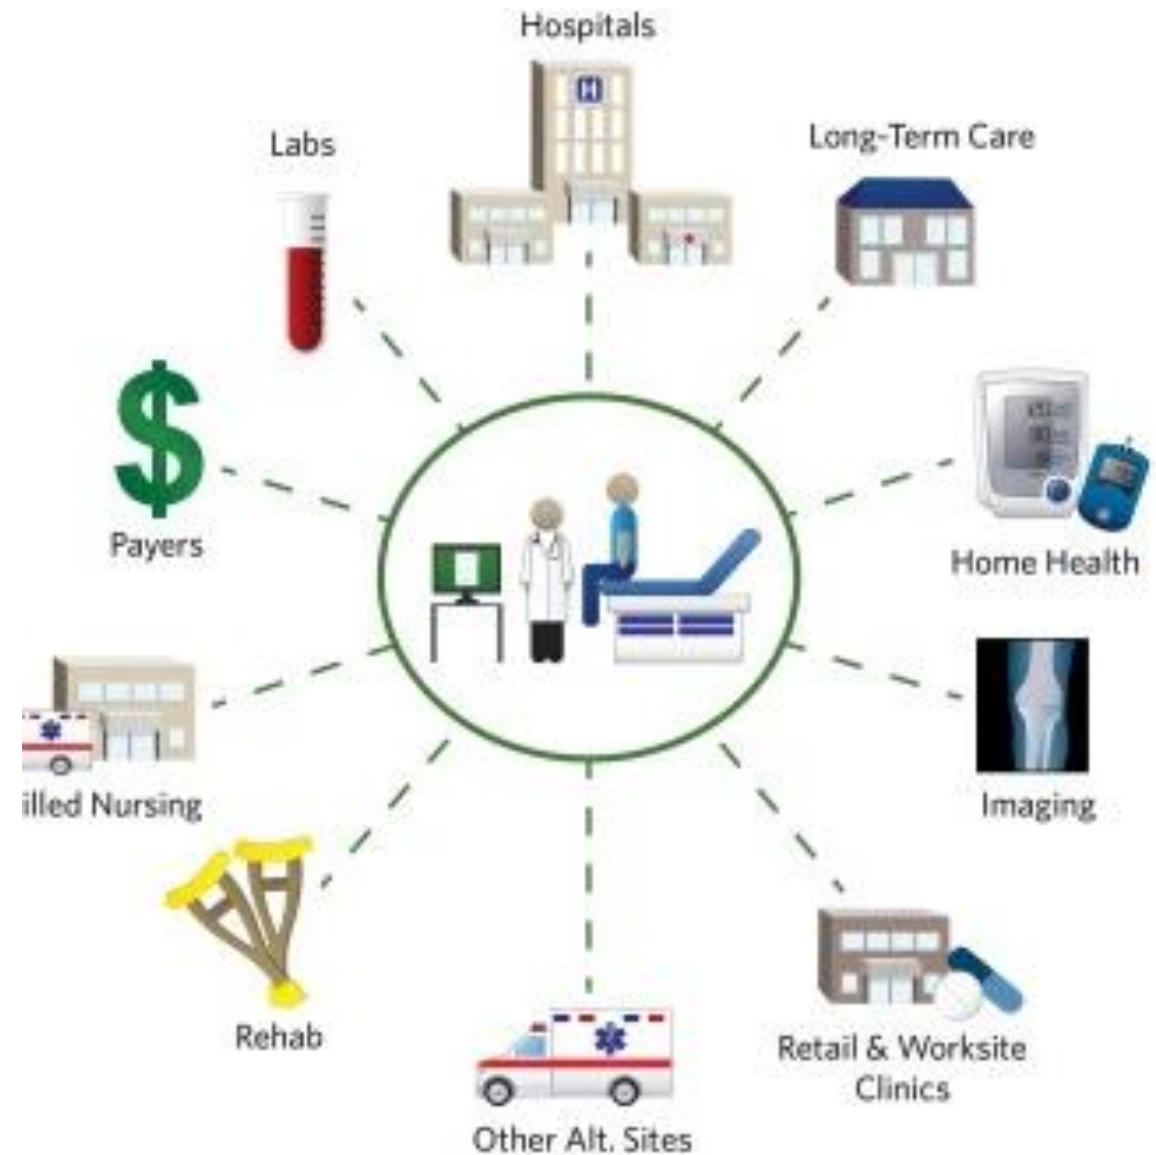 Hospitals
H
Labs
Long-Term Care
Payers
Home Health
illed Nursing
Imaging
Rehab
Retail & Worksite
Clinics
Other Alt. Sites